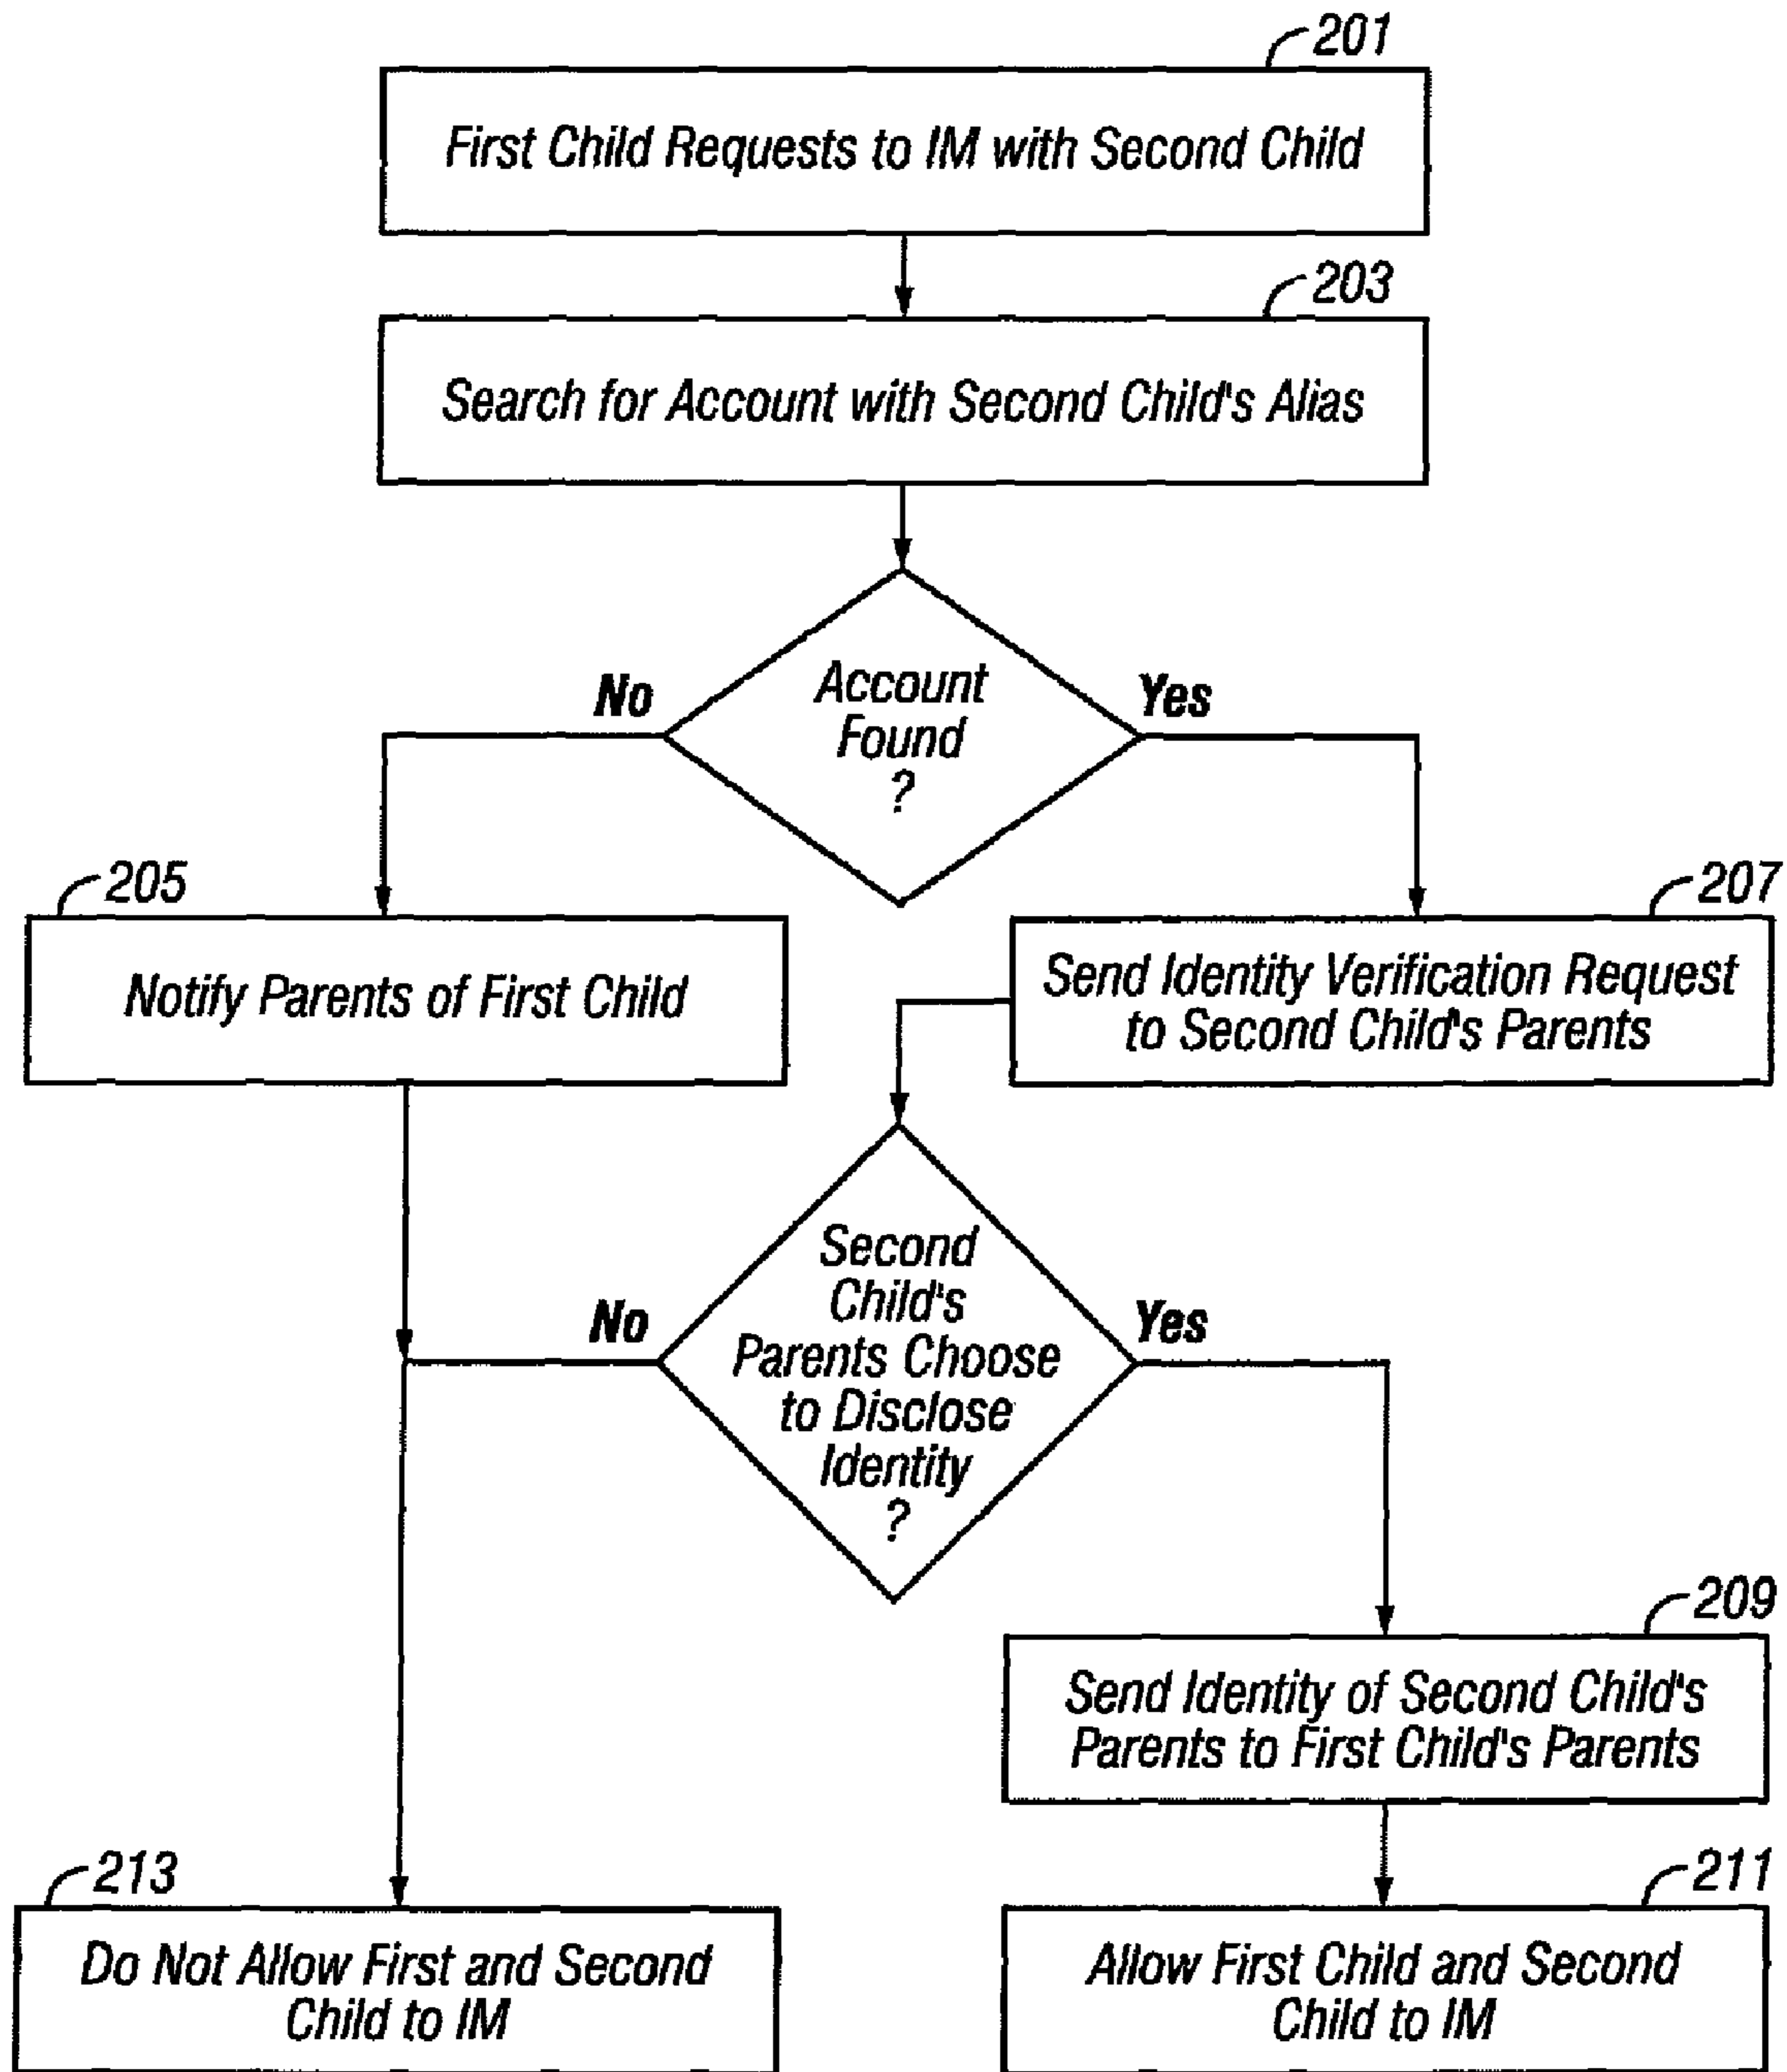 201
First Child Requests to IM with Second Child
203
Search for Account with Second Child's Alias
Account
Found
?
No
Yes
205
Notify Parents of First Child
207
Send Identity Verification Request
to Second Child's Parents
Second
Child's
Parents Choose
to Disclose
Identity
?
No
Yes
209
Send Identity of Second Child's
Parents to First Child's Parents
213
Do Not Allow First and Second
Child to IM
211
Allow First Child and Second
Child to IM